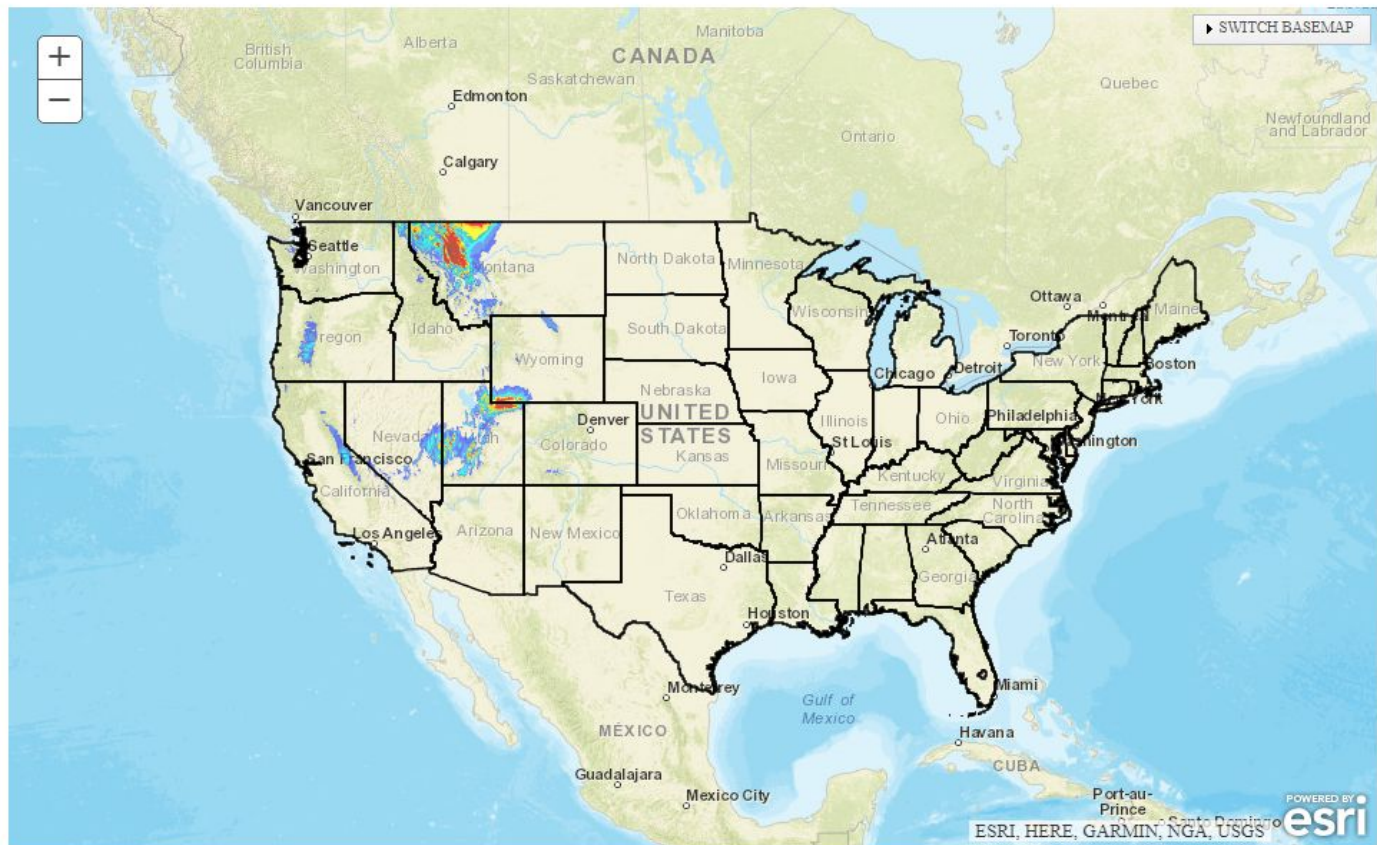 SWITCH BASEMAP
+
−
CANADA
Alberta
Manitoba
British
Columbia
Saskatchewan
Quebec
Edmonton
Newfoundland
and Labrador
Ontario
Calgary
Vancouver
Seattle
Washington
Montana
North Dakota
Minnesota
Ottawa
Montreal
Maine
Oregon
Idaho
South Dakota
Wisconsin
Toronto
New York
Wyoming
Boston
Chicago
Detroit
Iowa
Nebraska
New York
UNITED
STATES
Denver
Illinois
Ohio
Philadelphia
Nevada
Utah
Colorado
St Louis
Washington
San Francisco
Kansas
Missouri
Kentucky
Virginia
California
Oklahoma
Arkansas
Tennessee
North
Carolina
Los Angeles
Arizona
New Mexico
Atlanta
Dallas
Georgia
Texas
Houston
Monterrey
Gulf of
Mexico
Miami
MÉXICO
Havana
CUBA
Guadalajara
Mexico City
Port-au-
Prince
Santo Domingo
POWERED BY
esri
ESRI, HERE, GARMIN, NGA, USGS